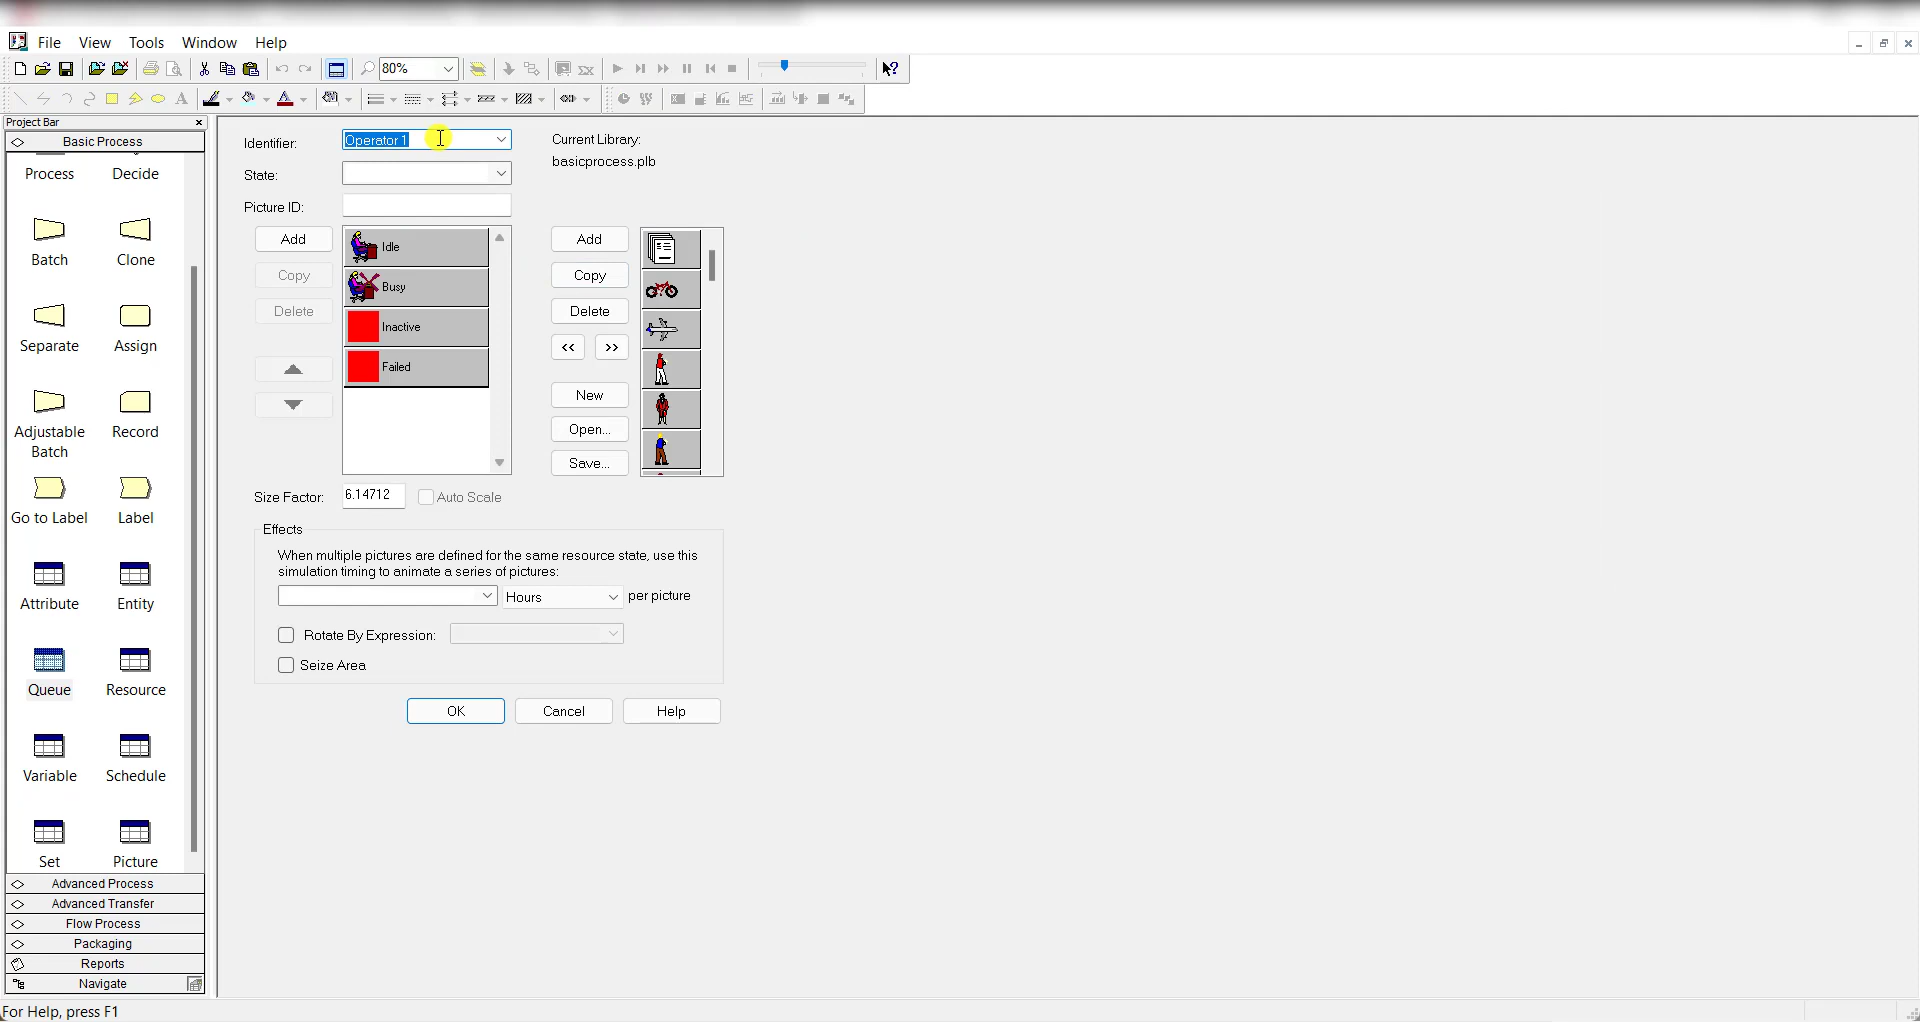 File View Tools Window Help
80%
Project Bar
Basic Process
Process Decide
Batch Clone
Separate Assign
Adjustable Batch Record
Go to Label Label
Attribute Entity
Queue Resource
Variable Schedule
Set Picture
Advanced Process
Advanced Transfer
Flow Process
Packaging
Reports
Navigate
Identifier: Operator 1
State:
Picture ID:
Add
Copy
Delete
Idle
Busy
Inactive
Failed
Current Library:
basicprocess.plb
Add
Copy
Delete
<< >>
New
Open...
Save...
Size Factor: 6.14712 Auto Scale
Effects
When multiple pictures are defined for the same resource state, use this
simulation timing to animate a series of pictures:
Hours per picture
Rotate By Expression:
Seize Area
OK Cancel Help
For Help, press F1